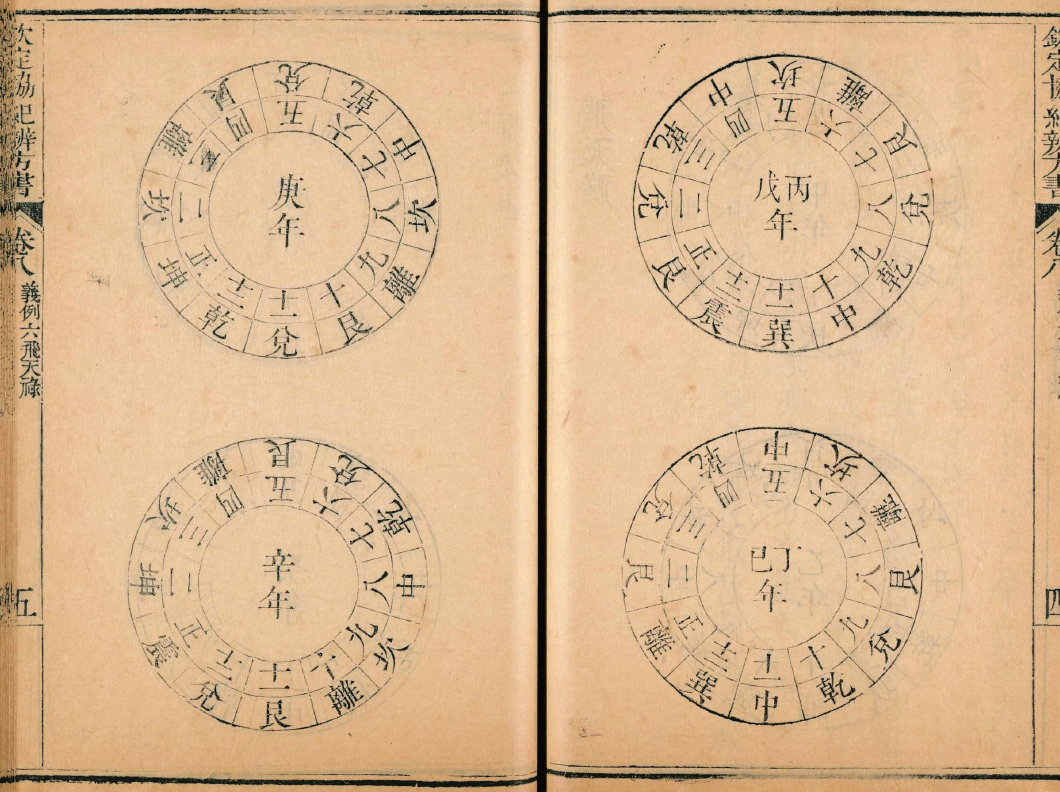 欽定協紀辨方書
卷八
四
丙戊年
正二三四五六七八九十十一十二
艮兌乾中坎離艮兌乾中巽震
丁己年
正二三四五六七八九十十一十二
離艮兌乾中坎離艮兌乾中巽
庚年
正二三四五六七八九十十一十二
坤坎離艮兌乾中坎離艮兌乾
辛年
正二三四五六七八九十十一十二
震坤坎離艮兌乾中坎離艮兌
欽定協紀辨方書
卷八
義例六飛天祿
五